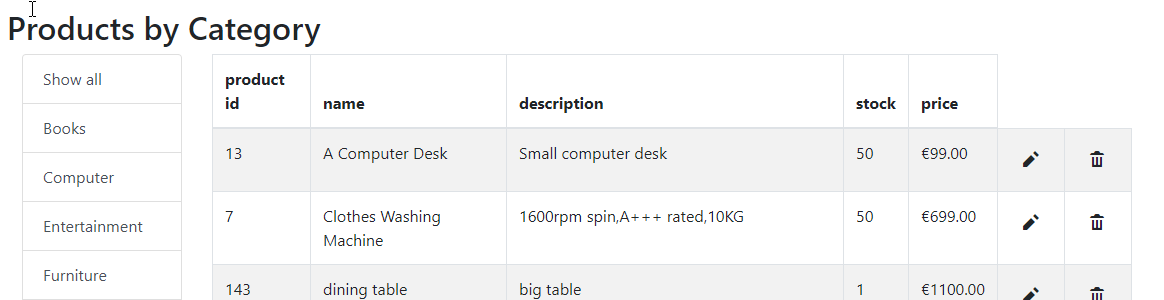 Products by Category
Show all
Books
Computer
Entertainment
Furniture
product id name description stock price
13 A Computer Desk Small computer desk 50 €99.00
7 Clothes Washing Machine 1600rpm spin,A+++ rated,10KG 50 €699.00
143 dining table big table 1 €1100.00